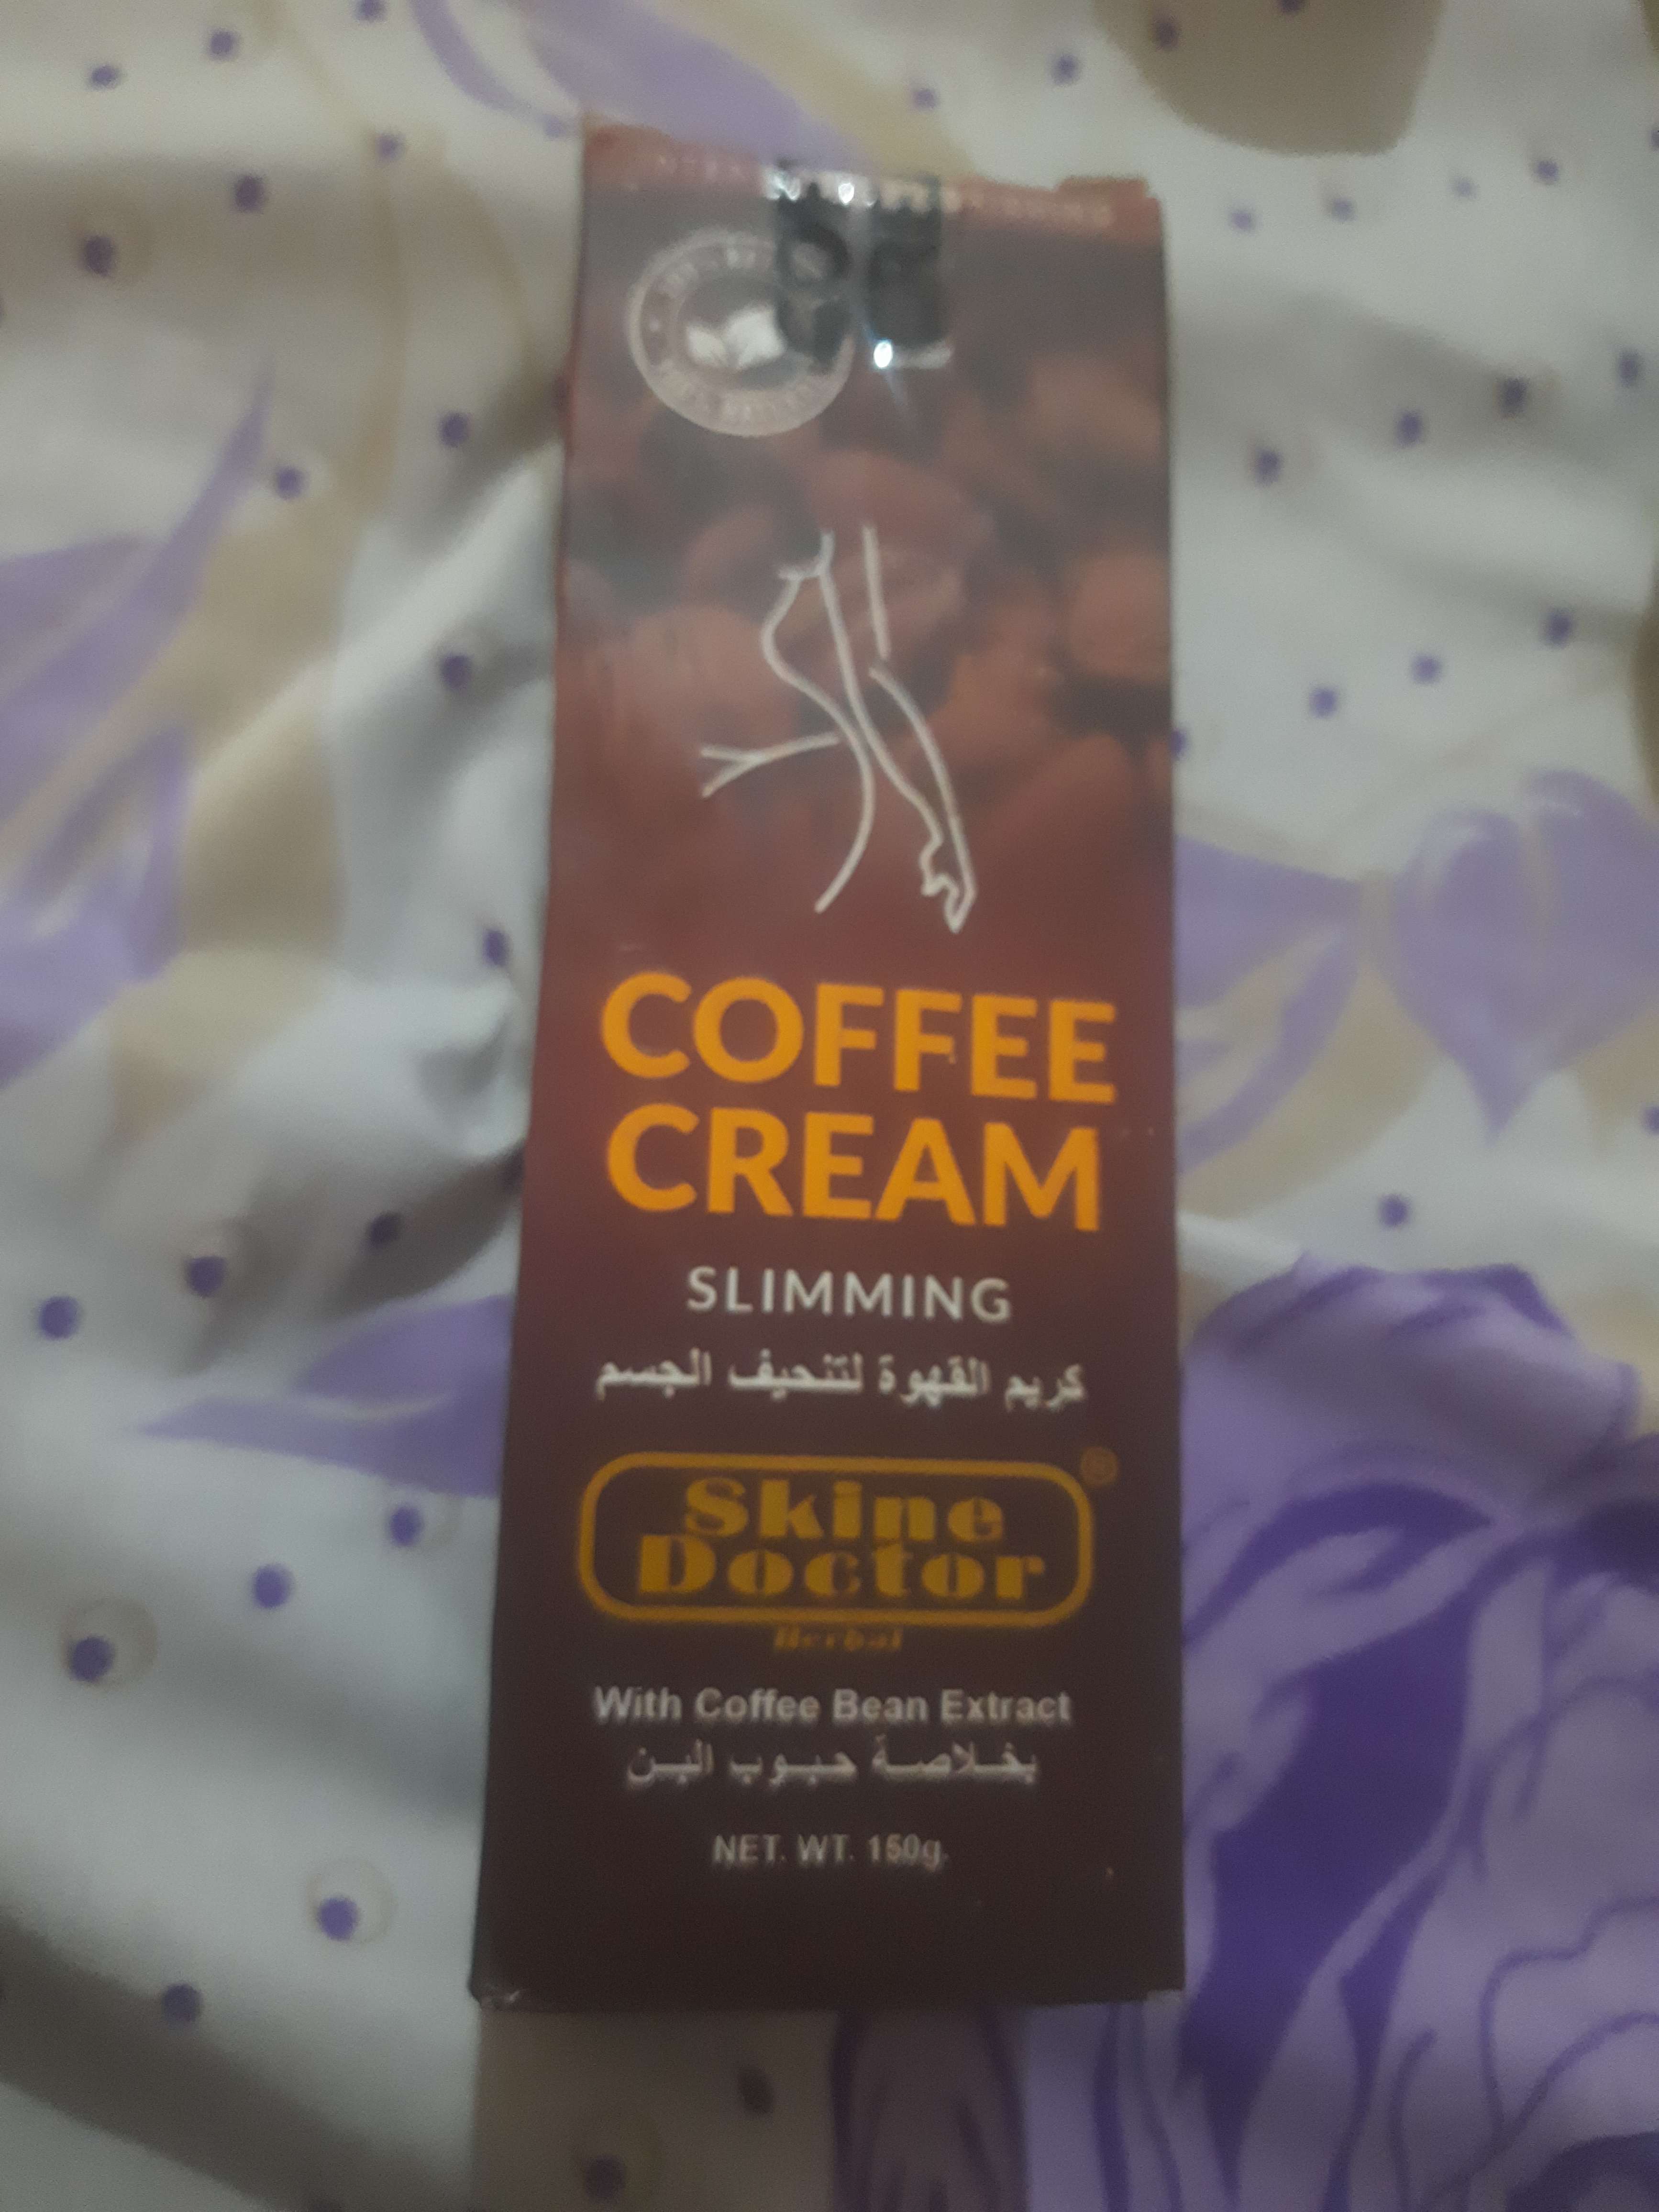 COFFEE
CREAM
SLIMMING
كريم القهوة لتنحيف الجسم
Skine
Doctor
®
Herbal
With Coffee Bean Extract
بخلاصة حبوب البن
NET. WT. 150g.